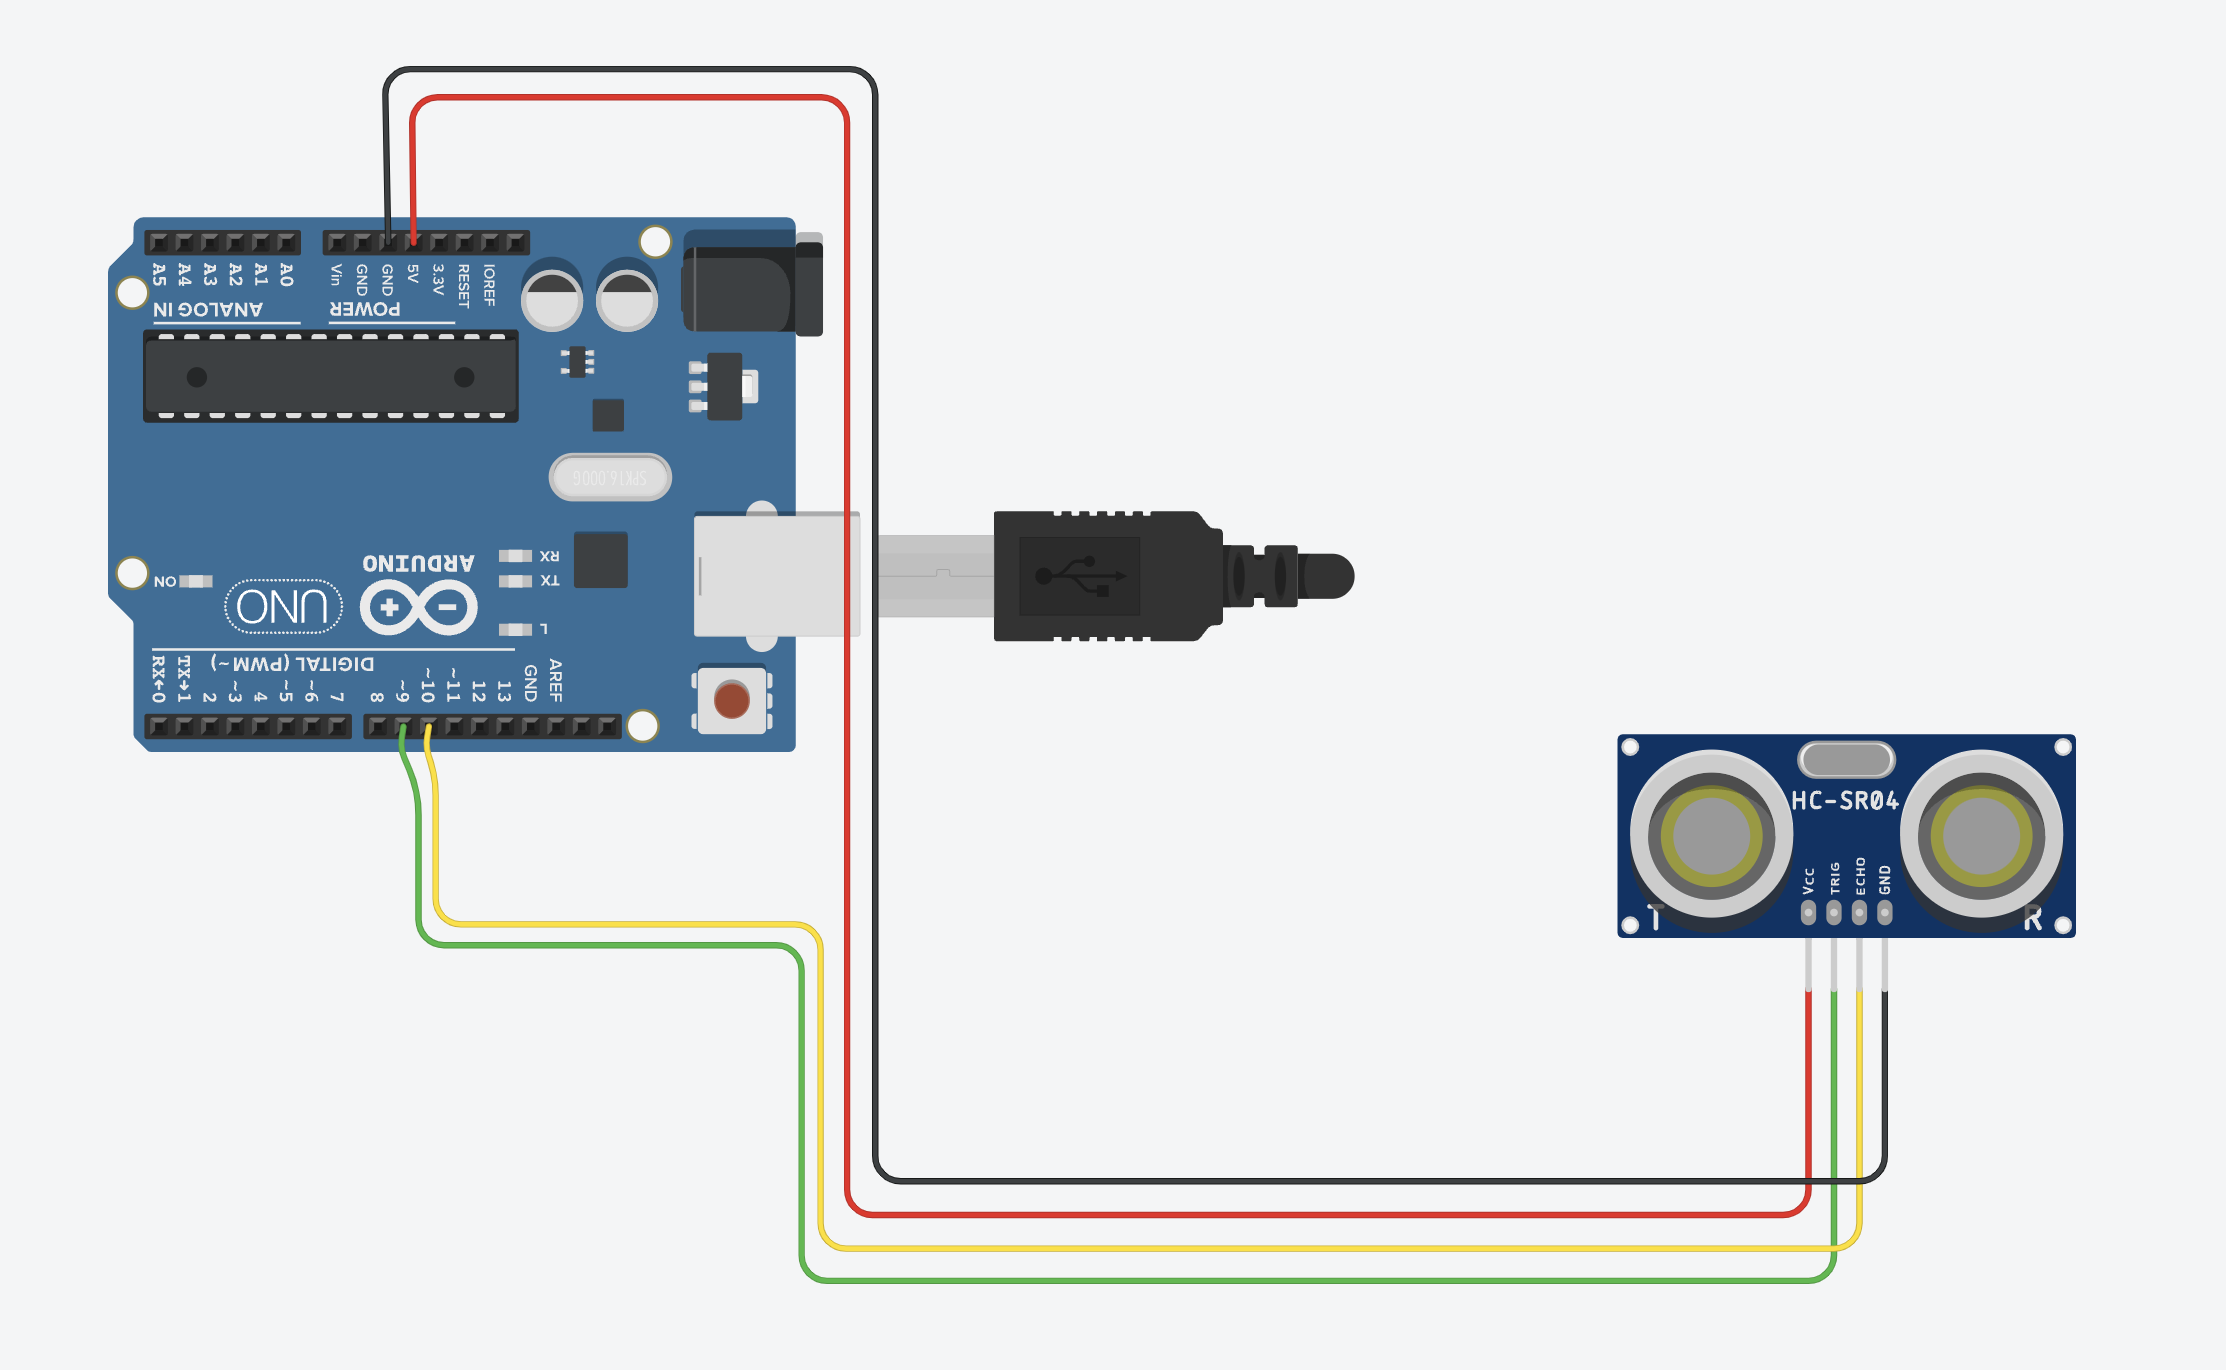 A5 A4 A3 A2 A1 A0
Vin GND GND 5V 3.3V RESET IOREF
ANALOG IN
POWER
SPK16.000G
ARDUINO
RX
TX
ON
UNO
L
DIGITAL (PWM ~)
RX←0 TX→1 2 ~3 4 ~5 ~6 7 8 ~9 ~10 ~11 12 13 GND AREF
HC-SR04
Vcc TRIG ECHO GND
T
R